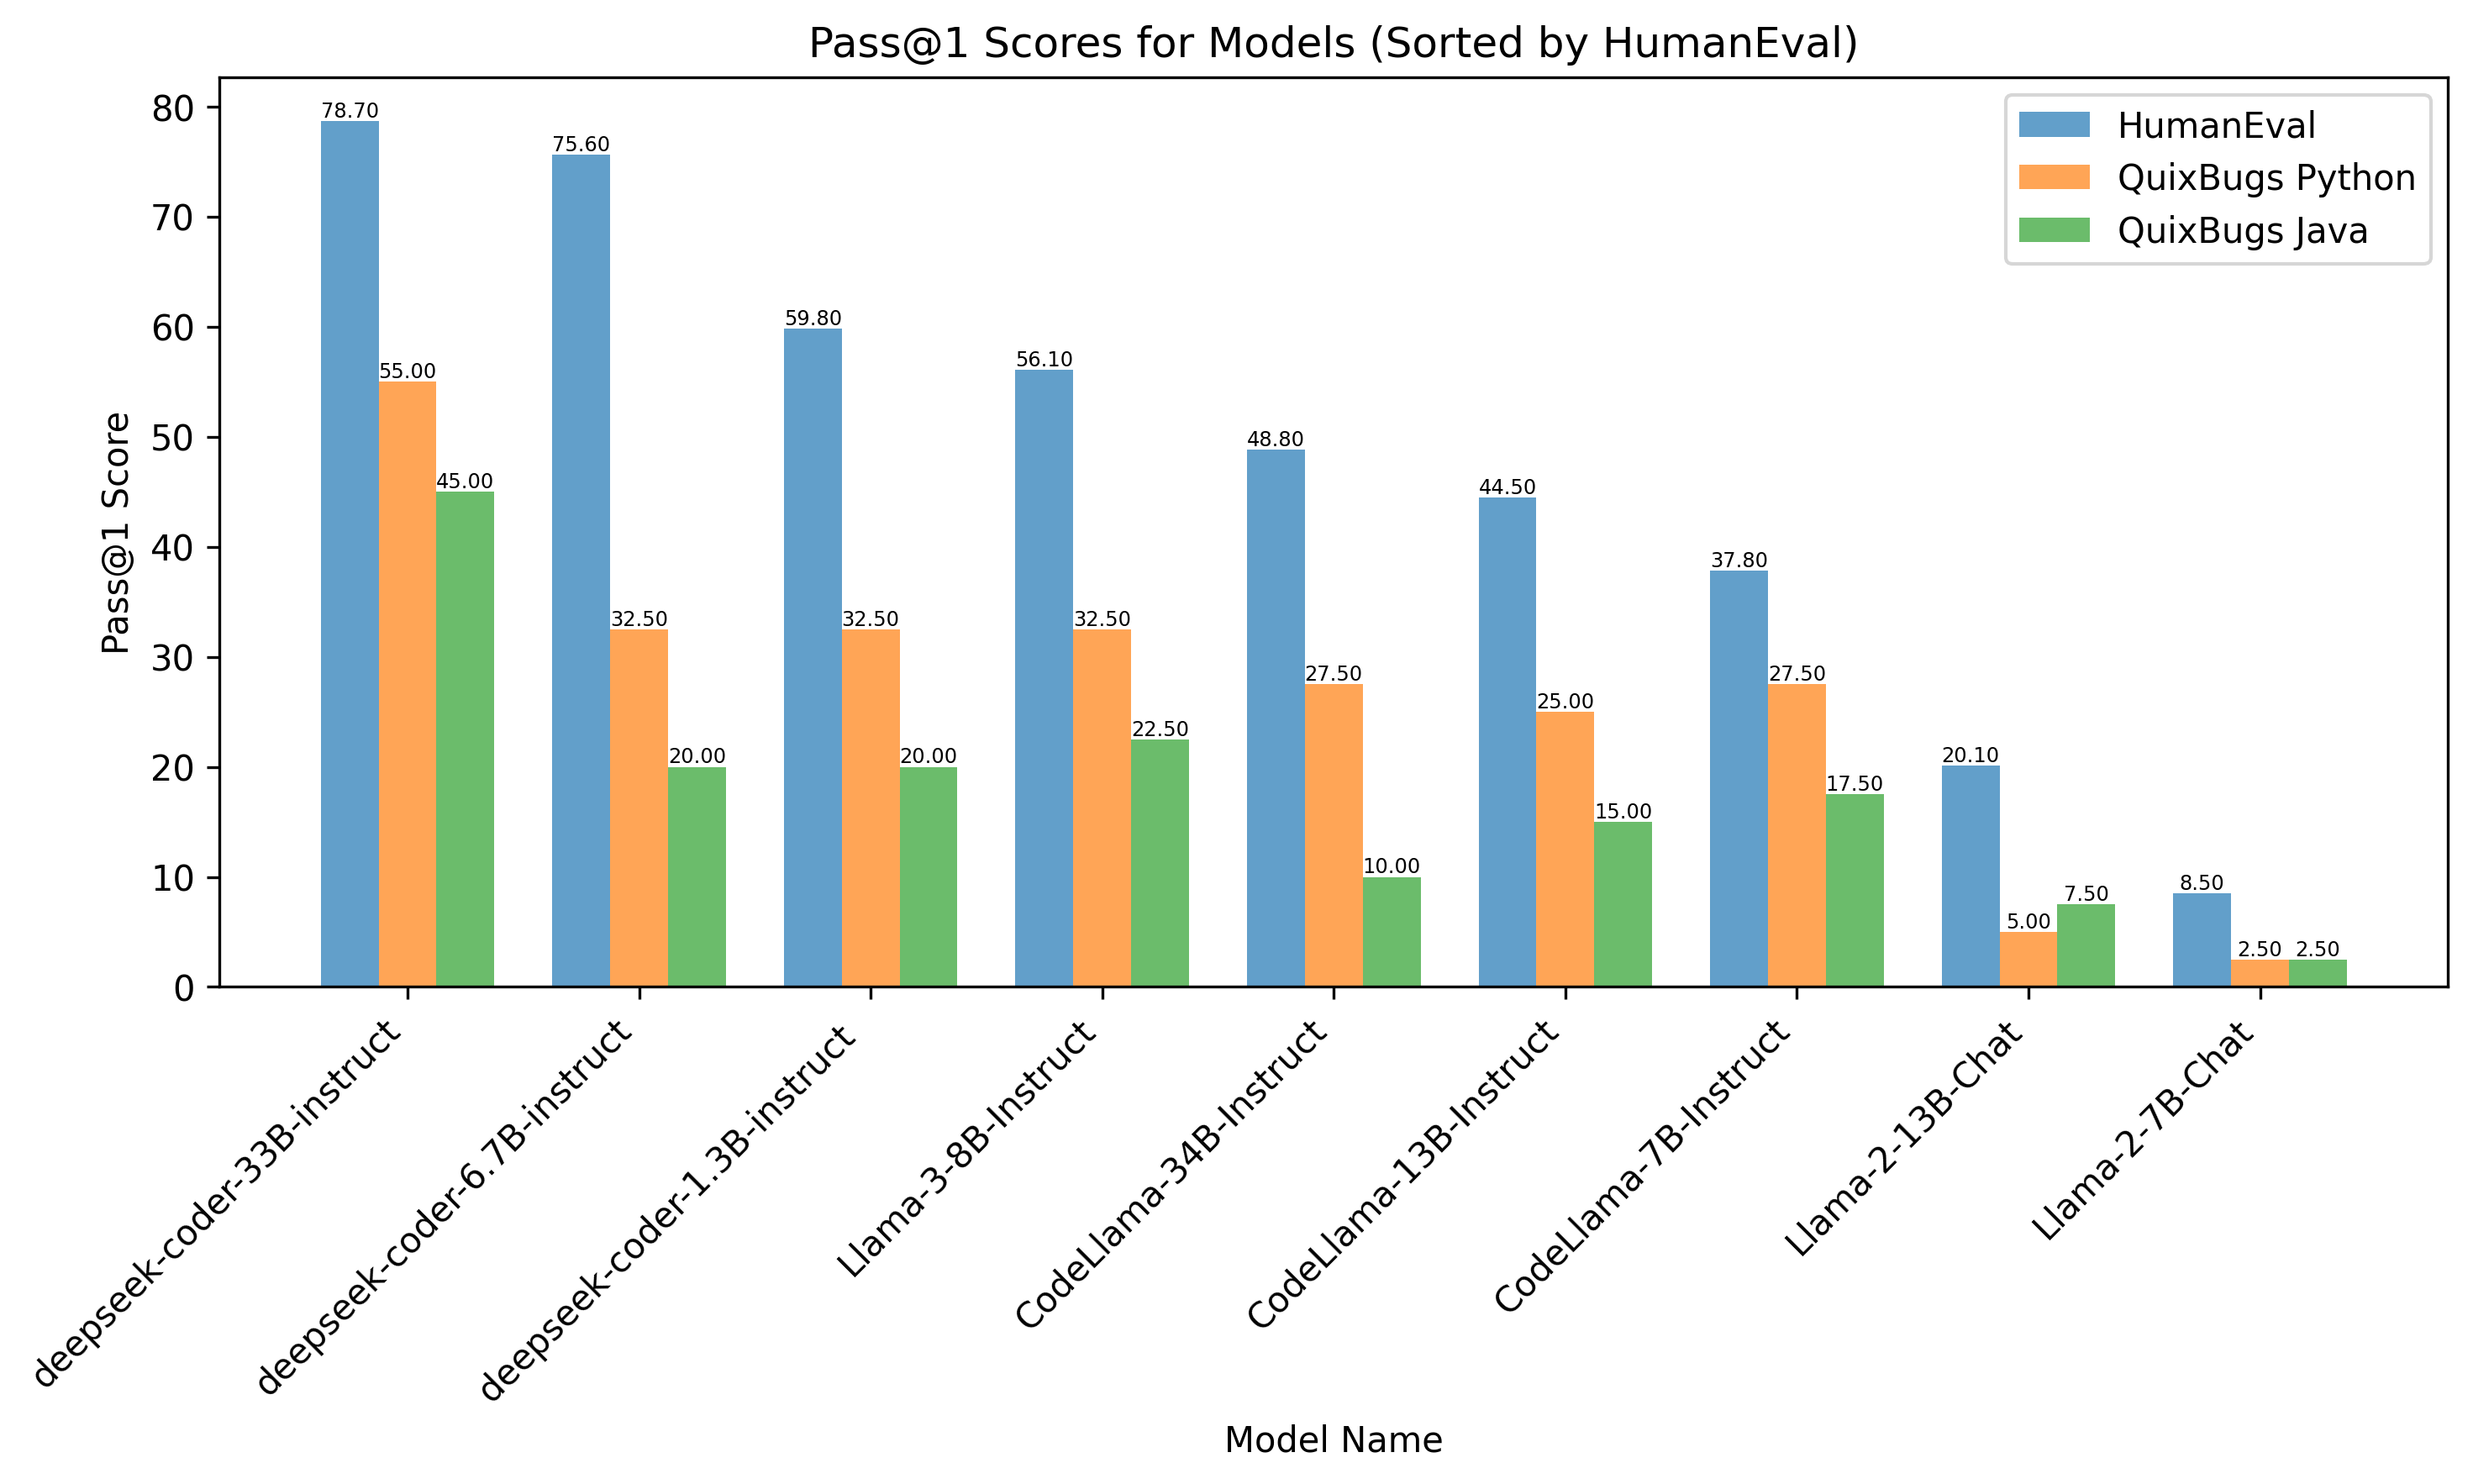 Pass@1 Scores for Models (Sorted by HumanEval)
HumanEval
QuixBugs Python
QuixBugs Java
Pass@1 Score
80
70
60
50
40
30
20
10
0
78.70
55.00
45.00
75.60
32.50
20.00
59.80
32.50
20.00
56.10
32.50
22.50
48.80
27.50
10.00
44.50
25.00
15.00
37.80
27.50
17.50
20.10
5.00
7.50
8.50
2.50
2.50
deepseek-coder-33B-instruct
deepseek-coder-6.7B-instruct
deepseek-coder-1.3B-instruct
Llama-3-8B-Instruct
CodeLlama-34B-Instruct
CodeLlama-13B-Instruct
CodeLlama-7B-Instruct
Llama-2-13B-Chat
Llama-2-7B-Chat
Model Name